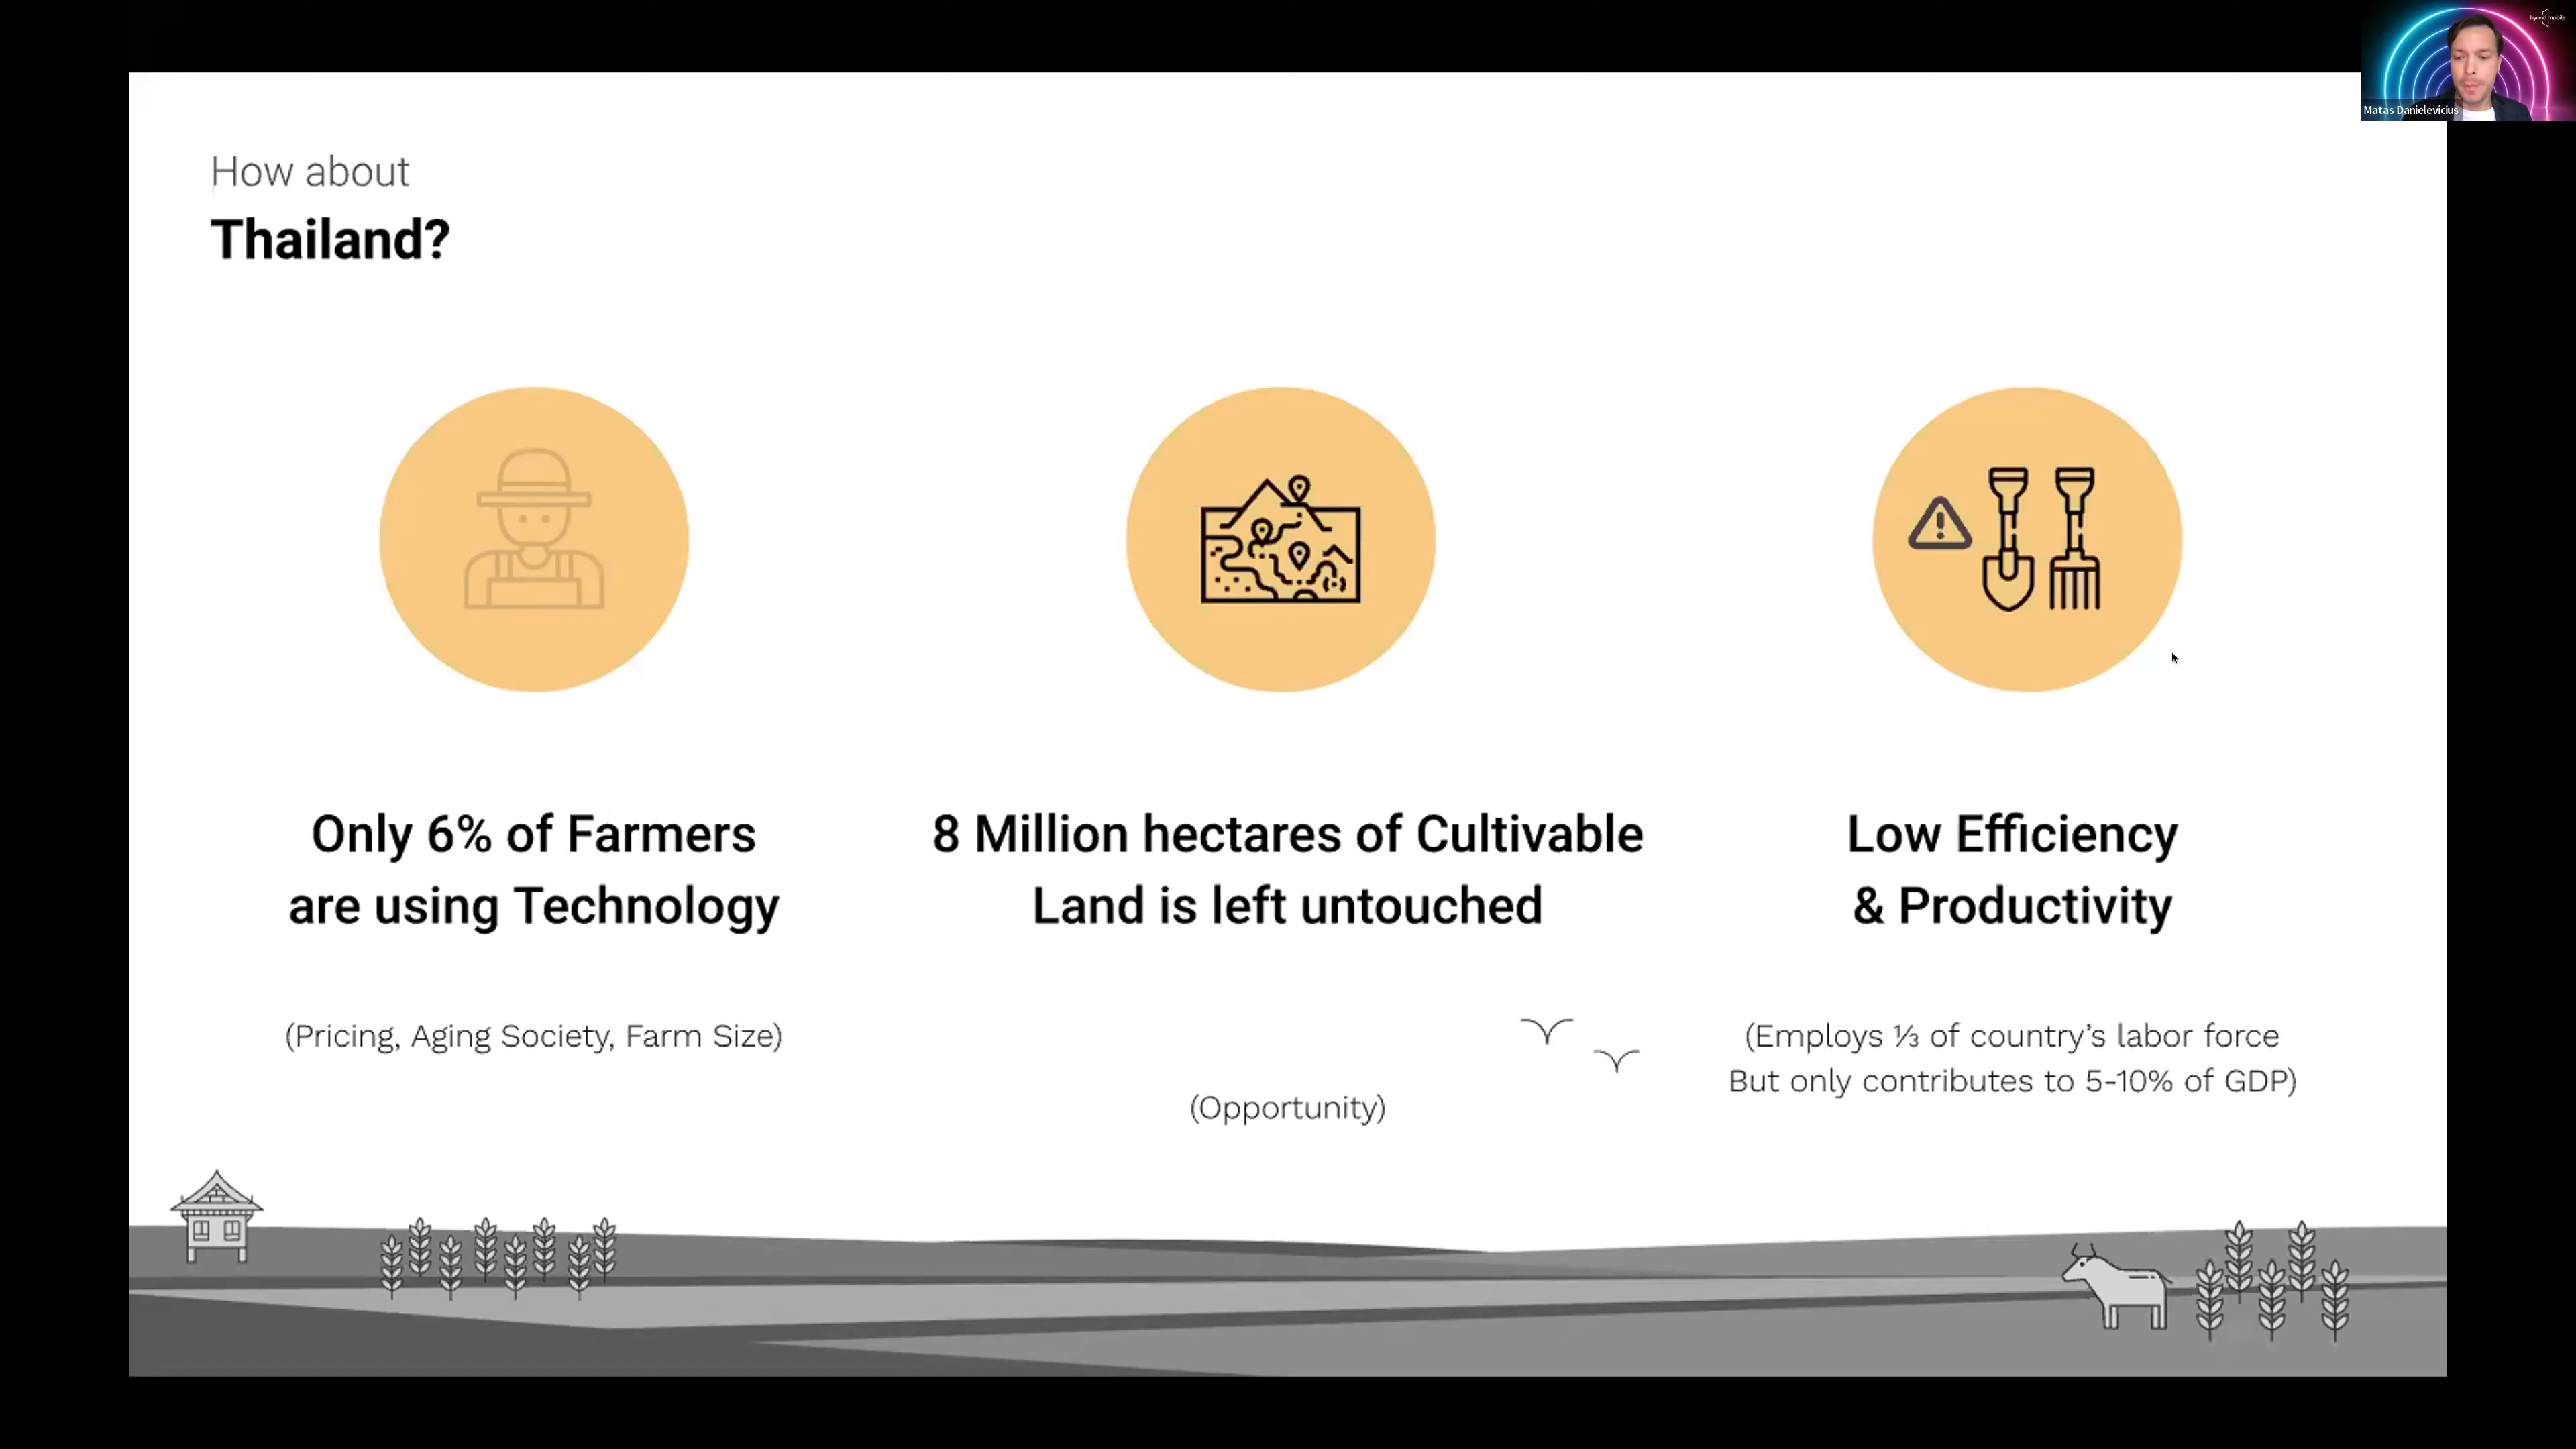 byond mobile
Matas Danielevicius
How about
Thailand?
Only 6% of Farmers
are using Technology
(Pricing, Aging Society, Farm Size)
8 Million hectares of Cultivable
Land is left untouched
(Opportunity)
Low Efficiency
& Productivity
(Employs ⅓ of country’s labor force
But only contributes to 5-10% of GDP)